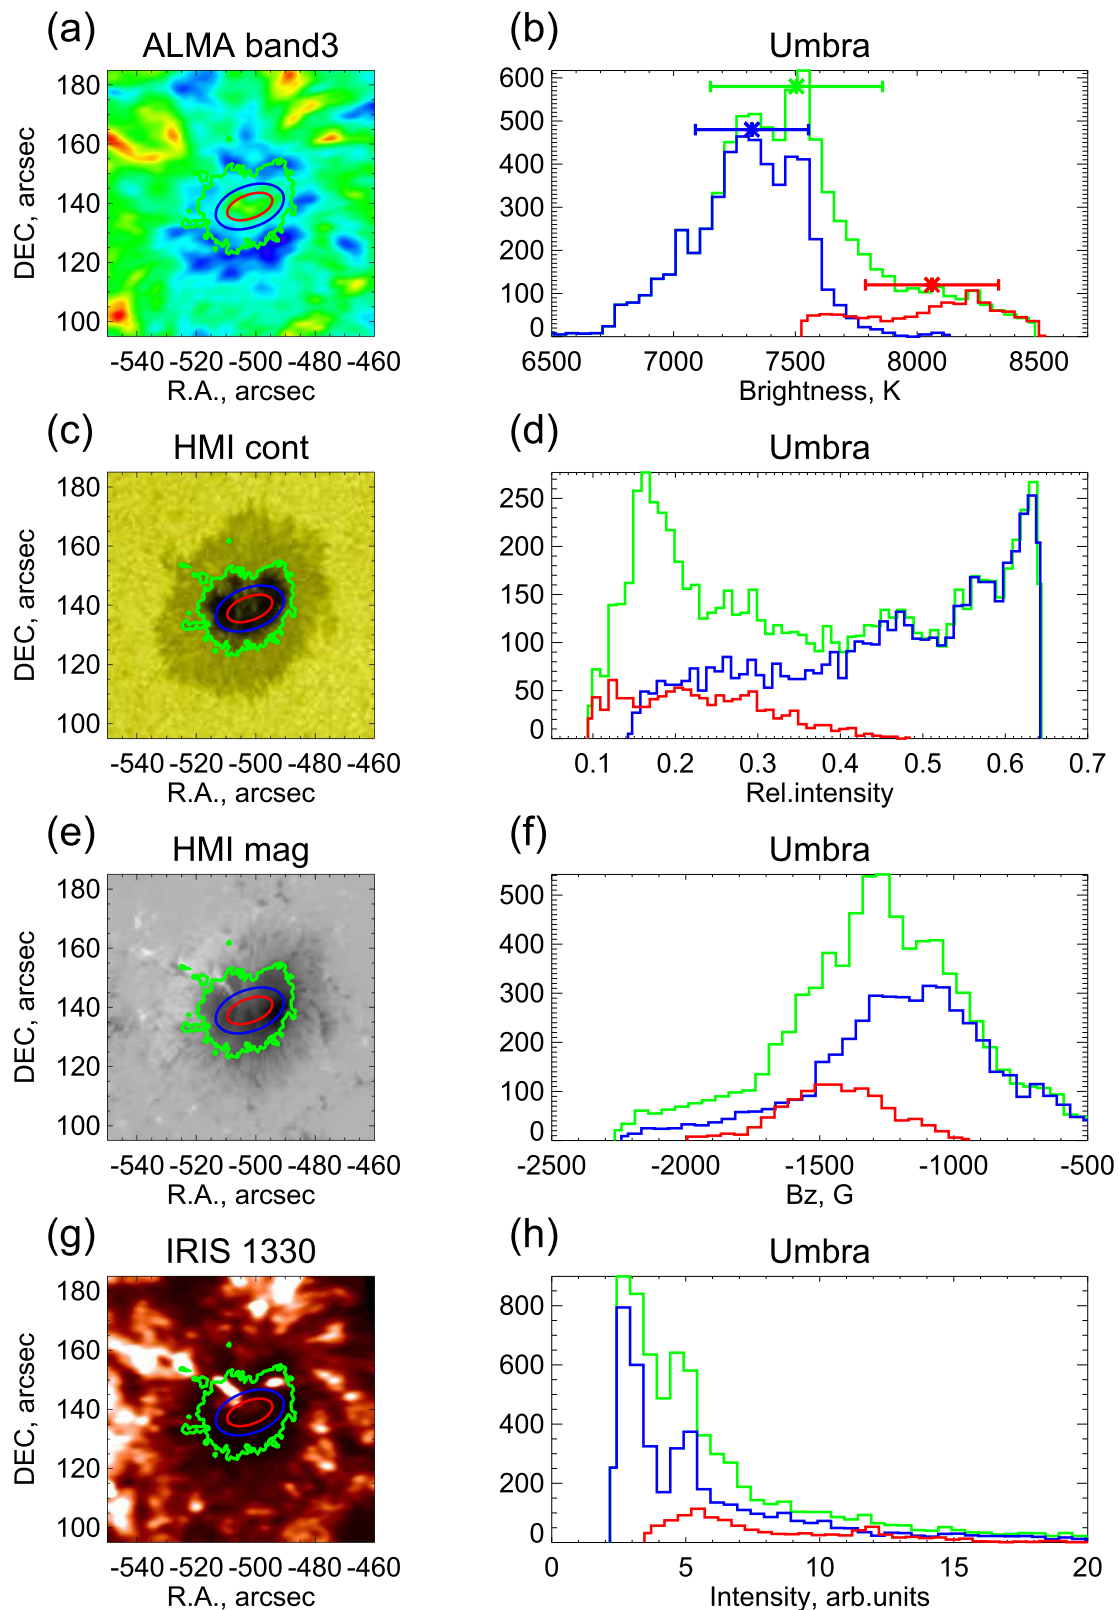 (a)
ALMA band3
180
160
140
120
100
DEC, arcsec
-540 -520 -500 -480 -460
R.A., arcsec
(b)
Umbra
600
500
400
300
200
100
0
6500 7000 7500 8000 8500
Brightness, K
(c)
HMI cont
180
160
140
120
100
DEC, arcsec
-540 -520 -500 -480 -460
R.A., arcsec
(d)
Umbra
250
200
150
100
50
0
0.1 0.2 0.3 0.4 0.5 0.6 0.7
Rel.intensity
(e)
HMI mag
180
160
140
120
100
DEC, arcsec
-540 -520 -500 -480 -460
R.A., arcsec
(f)
Umbra
500
400
300
200
100
0
-2500 -2000 -1500 -1000 -500
Bz, G
(g)
IRIS 1330
180
160
140
120
100
DEC, arcsec
-540 -520 -500 -480 -460
R.A., arcsec
(h)
Umbra
800
600
400
200
0
0 5 10 15 20
Intensity, arb.units